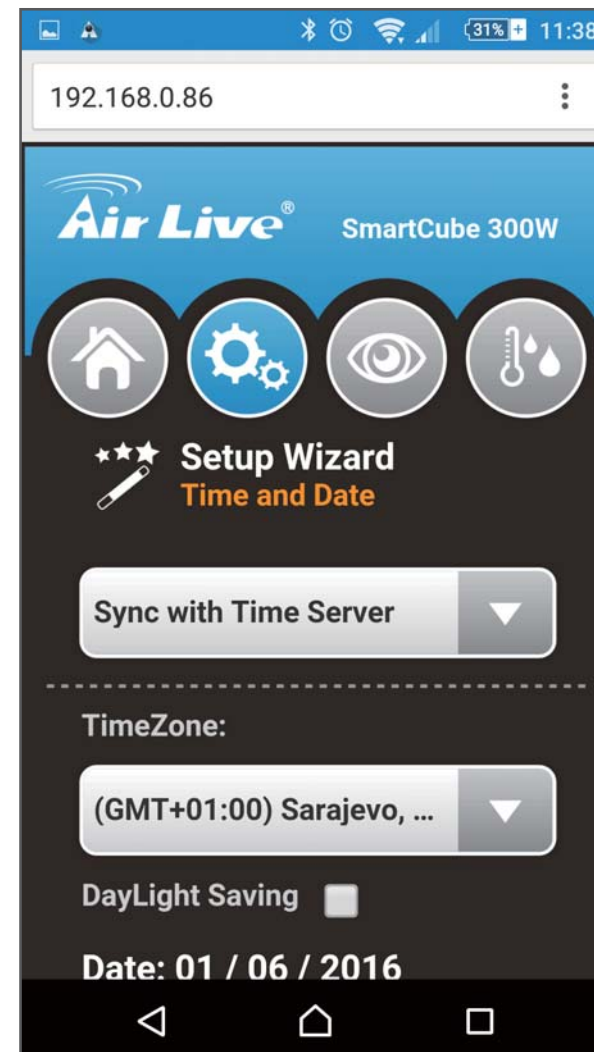 31% 11:38
192.168.0.86
Air Live® SmartCube 300W
Setup Wizard
Time and Date
Sync with Time Server
TimeZone:
(GMT+01:00) Sarajevo, ...
DayLight Saving
Date: 01 / 06 / 2016